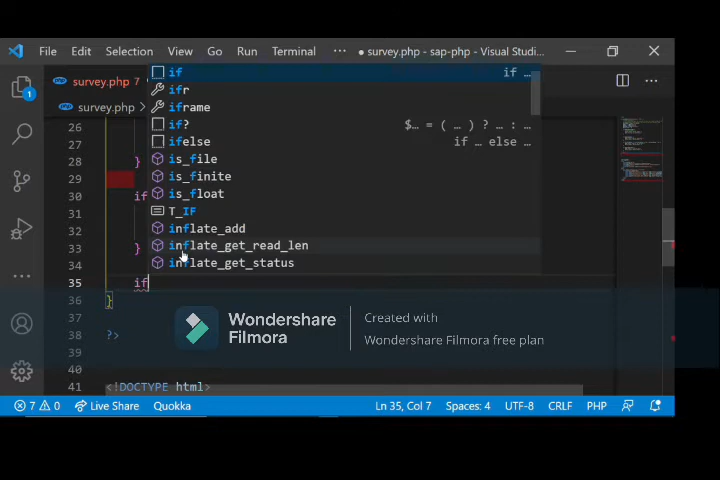 File Edit Selection View Go Run Terminal ··· ● survey.php - sap-php - Visual Studi...
survey.php 7
survey.php >
if if ...
ifr
iframe
if? $... = ( ... ) ? ... : ...
ifelse if ... else ...
is_file
is_finite
is_float
T_IF
inflate_add
inflate_get_read_len
inflate_get_status
26
27
28 }
29
30 if
31
32
33 }
34
35 if
36 }
37
38 ?>
39
40
41 <!DOCTYPE html>
1
Wondershare
Filmora
Created with
Wondershare Filmora free plan
7 0 Live Share Quokka Ln 35, Col 7 Spaces: 4 UTF-8 CRLF PHP